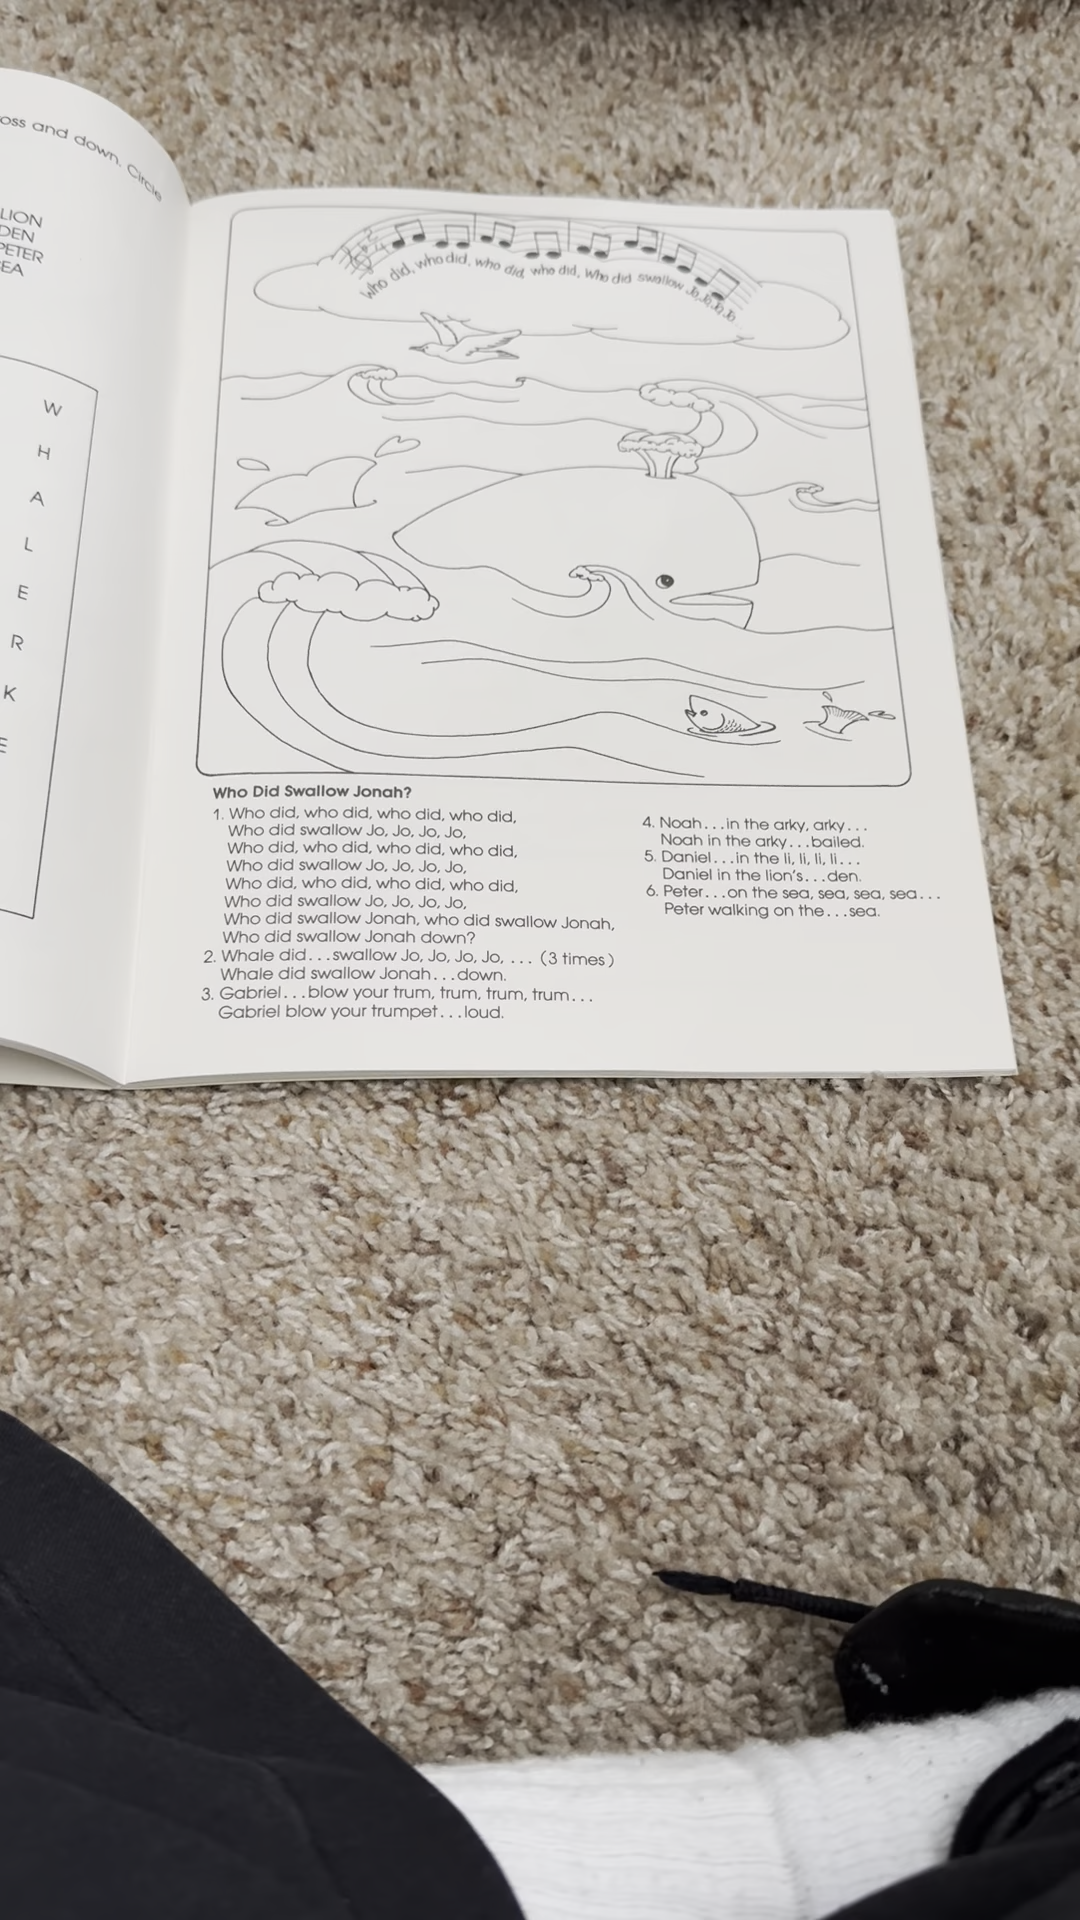 oss and down. Circle
LION
DEN
PETER
EA
W
H
A
L
E
R
K
E
Who did, who did, who did, who did, Who did swallow Jo, Jo, Jo, Jo
Who Did Swallow Jonah?
1. Who did, who did, who did, who did,
Who did swallow Jo, Jo, Jo, Jo,
Who did, who did, who did, who did,
Who did swallow Jo, Jo, Jo, Jo,
Who did, who did, who did, who did,
Who did swallow Jo, Jo, Jo, Jo,
Who did swallow Jonah, who did swallow Jonah,
Who did swallow Jonah down?
2. Whale did...swallow Jo, Jo, Jo, Jo, ... (3 times)
Whale did swallow Jonah...down.
3. Gabriel...blow your trum, trum, trum, trum...
Gabriel blow your trumpet...loud.
4. Noah...in the arky, arky...
Noah in the arky...bailed.
5. Daniel...in the li, li, li, li...
Daniel in the lion's...den.
6. Peter...on the sea, sea, sea, sea...
Peter walking on the...sea.